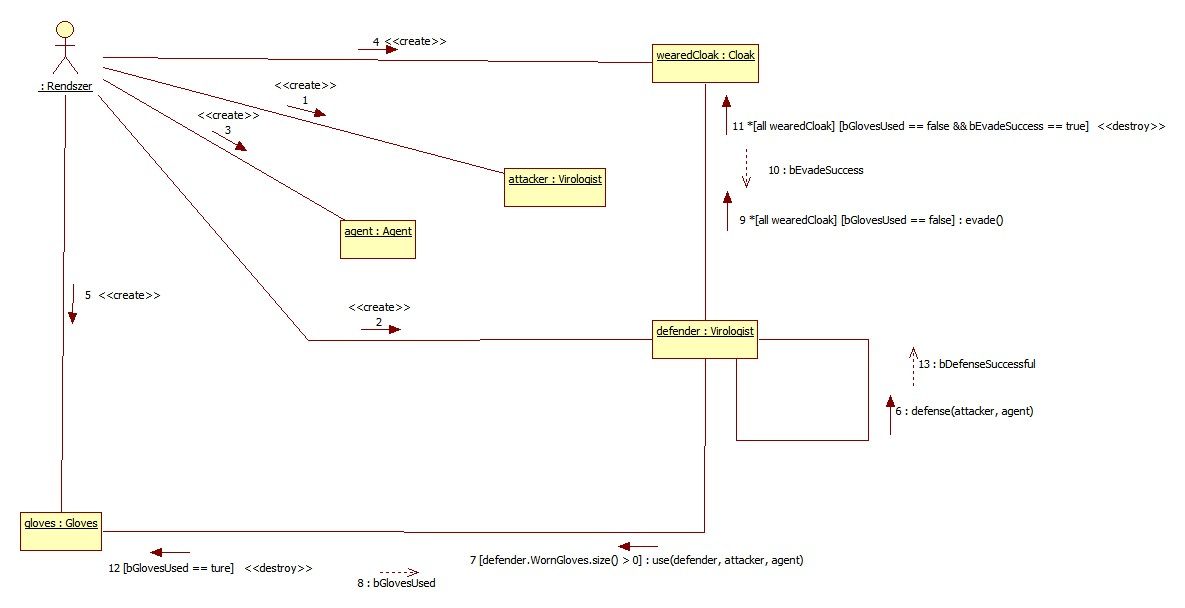 4 <<create>>
wearedCloak : Cloak
: Rendszer
<<create>>
1
<<create>>
3
11 *[all wearedCloak] [bGlovesUsed == false && bEvadeSuccess == true] <<destroy>>
10 : bEvadeSuccess
attacker : Virologist
9 *[all wearedCloak] [bGlovesUsed == false] : evade()
agent : Agent
5 <<create>>
<<create>>
2
defender : Virologist
13 : bDefenseSuccessful
6 : defense(attacker, agent)
gloves : Gloves
7 [defender.WornGloves.size() > 0] : use(defender, attacker, agent)
12 [bGlovesUsed == ture] <<destroy>>
8 : bGlovesUsed